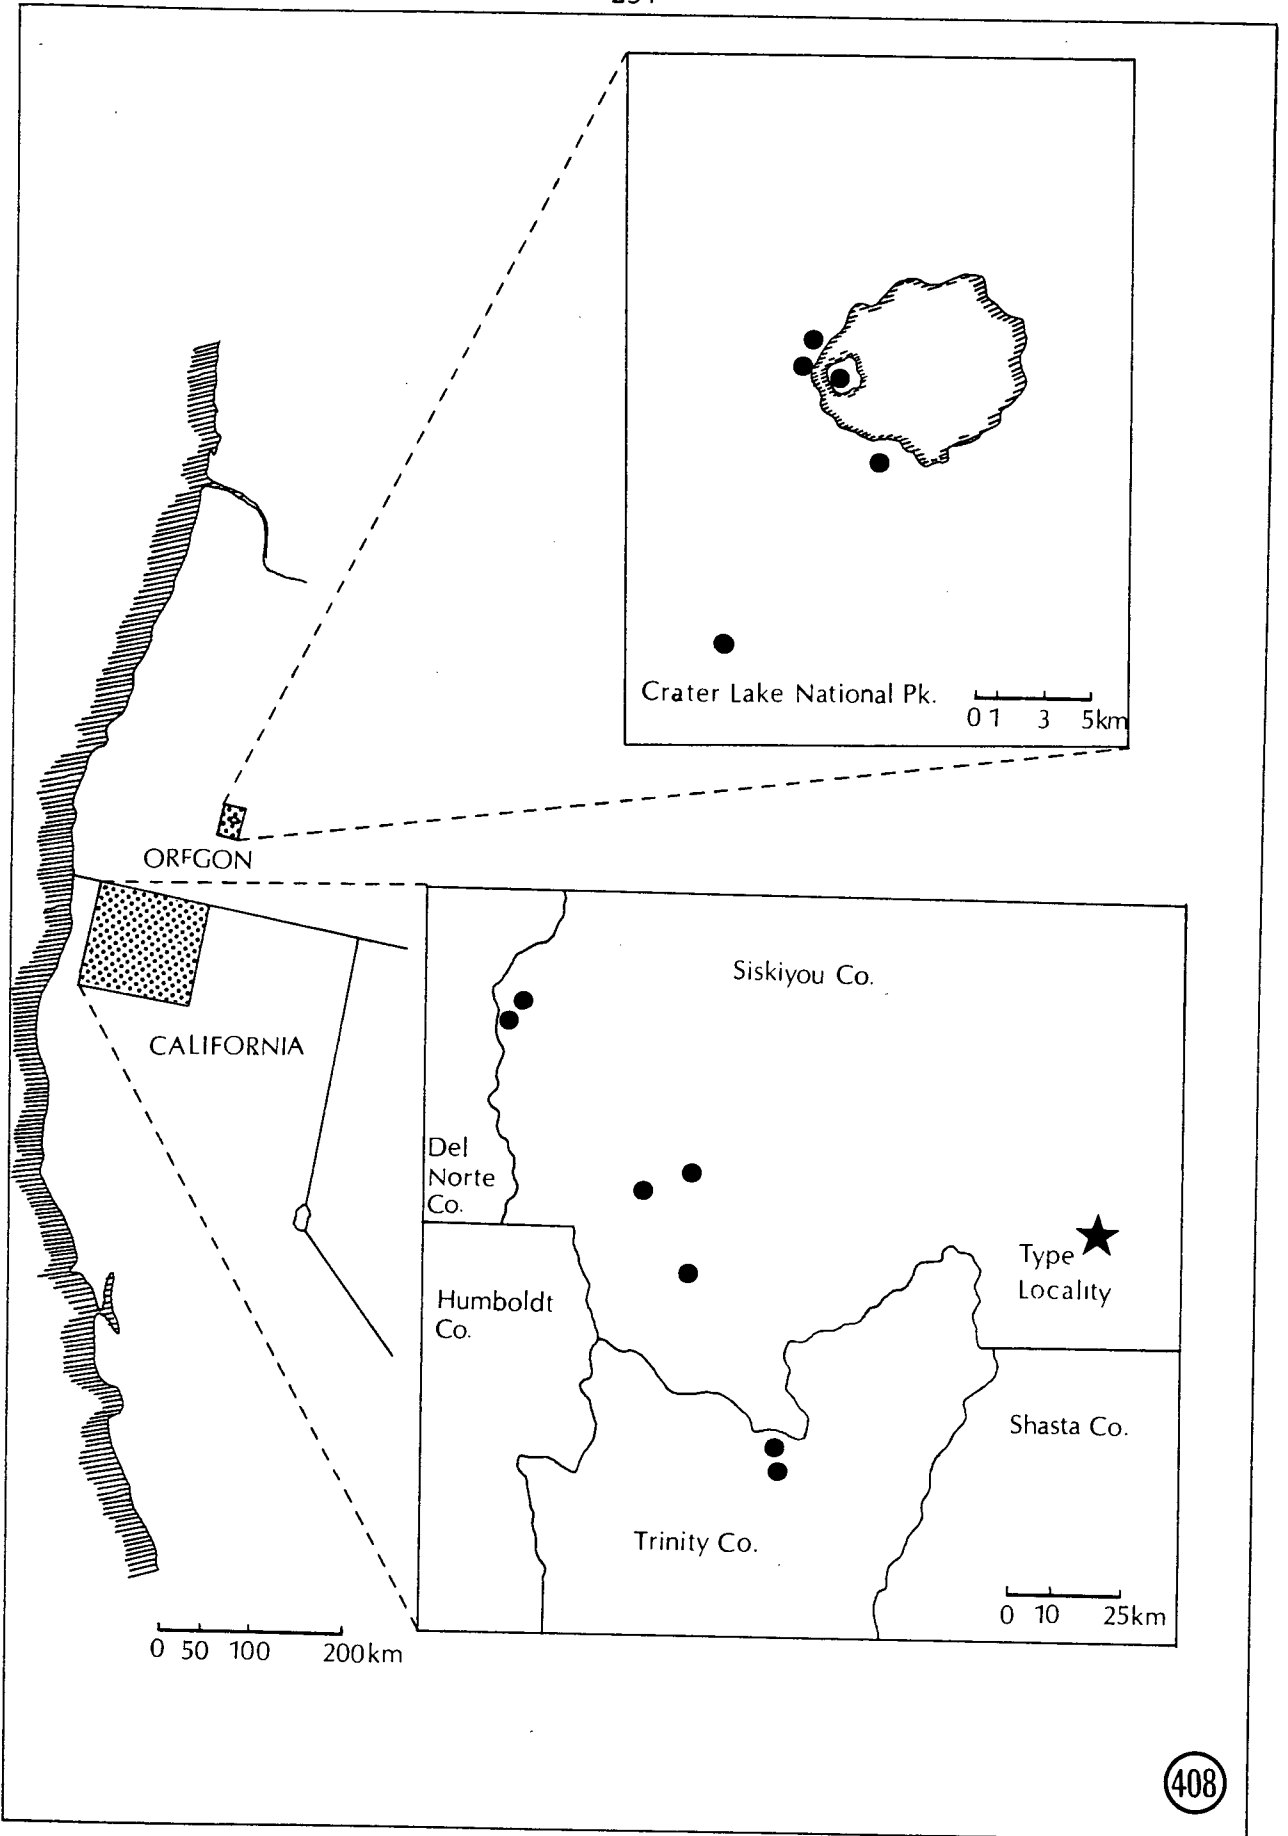 Crater Lake National Pk.
0 1 3 5km
OREGON
CALIFORNIA
Siskiyou Co.
Del
Norte
Co.
Humboldt
Co.
Type
Locality
Shasta Co.
Trinity Co.
0 10 25km
0 50 100 200km
408